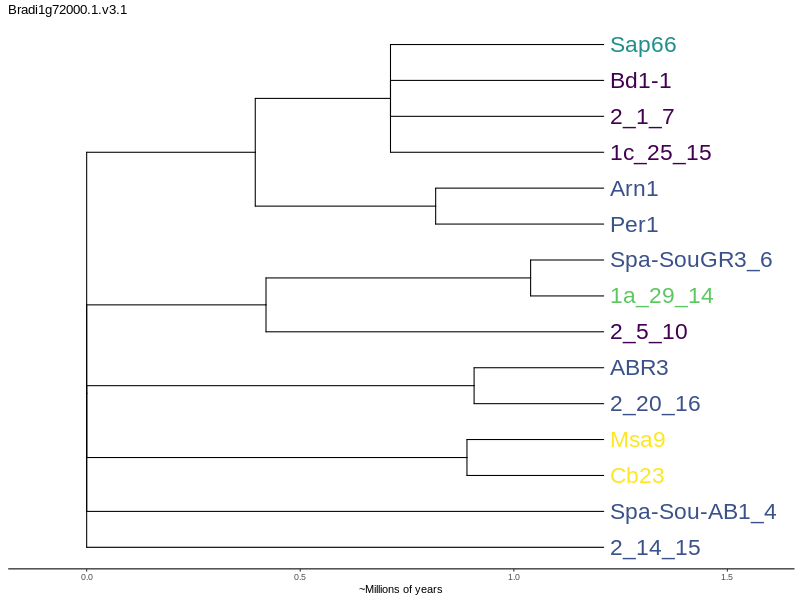 Bradi1g72000.1.v3.1
Sap66
Bd1-1
2_1_7
1c_25_15
Arn1
Per1
Spa-SouGR3_6
1a_29_14
2_5_10
ABR3
2_20_16
Msa9
Cb23
Spa-Sou-AB1_4
2_14_15
0.0 0.5 1.0 1.5
~Millions of years